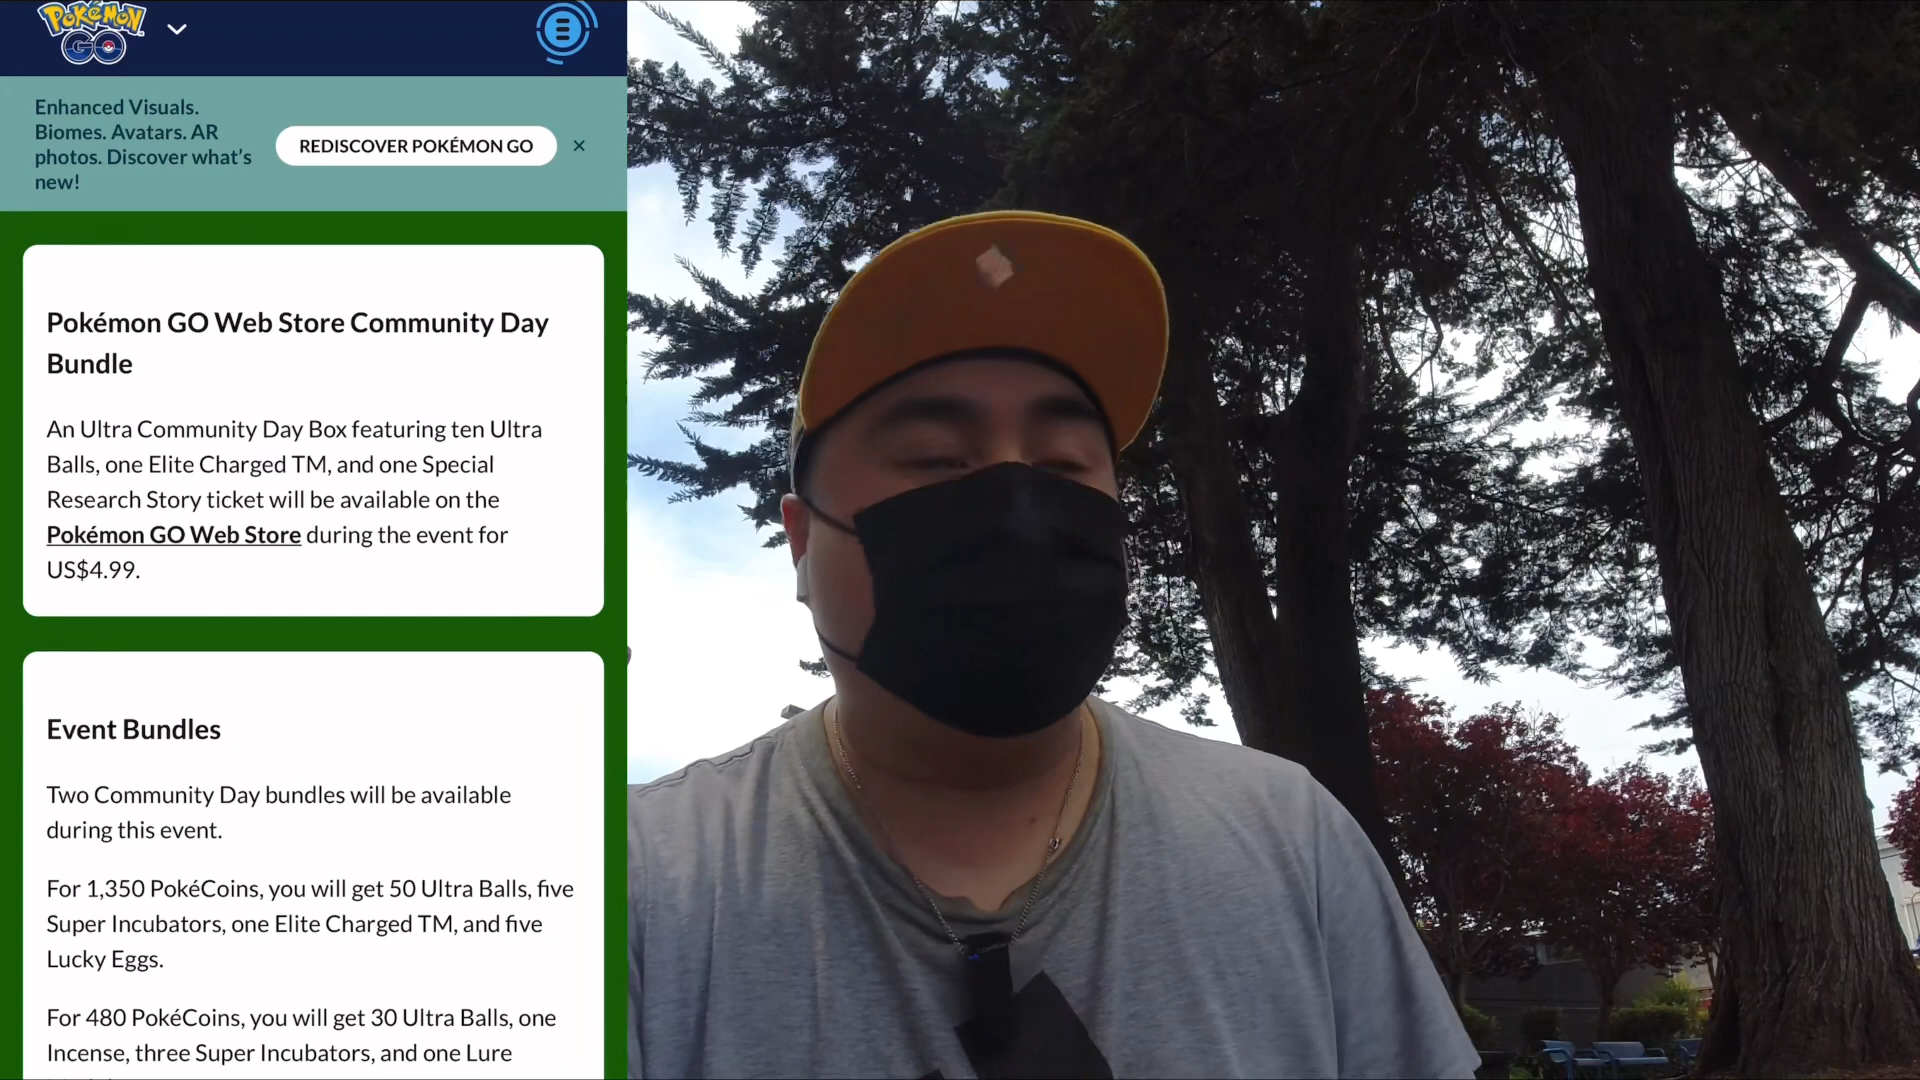 POKÉMON
GO
Enhanced Visuals.
Biomes. Avatars. AR
photos. Discover what's
new!
REDISCOVER POKÉMON GO
Pokémon GO Web Store Community Day
Bundle
An Ultra Community Day Box featuring ten Ultra
Balls, one Elite Charged TM, and one Special
Research Story ticket will be available on the
Pokémon GO Web Store during the event for
US$4.99.
Event Bundles
Two Community Day bundles will be available
during this event.
For 1,350 PokéCoins, you will get 50 Ultra Balls, five
Super Incubators, one Elite Charged TM, and five
Lucky Eggs.
For 480 PokéCoins, you will get 30 Ultra Balls, one
Incense, three Super Incubators, and one Lure